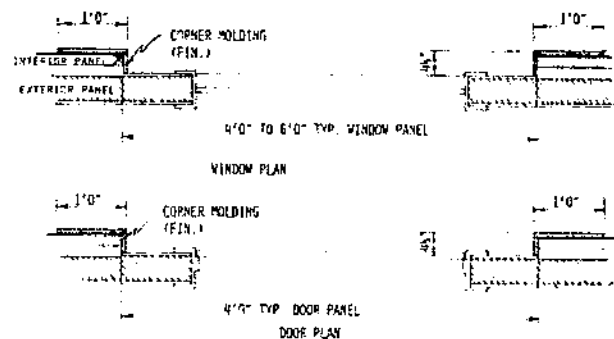 1'0"
1'0"
CORNER MOLDING
(FIN.)
INTERIOR PANEL
EXTERIOR PANEL
4'0" TO 6'0" TYP. WINDOW PANEL
WINDOW PLAN
1'0"
1'0"
CORNER MOLDING
(FIN.)
4'0" TYP DOOR PANEL
DOOR PLAN